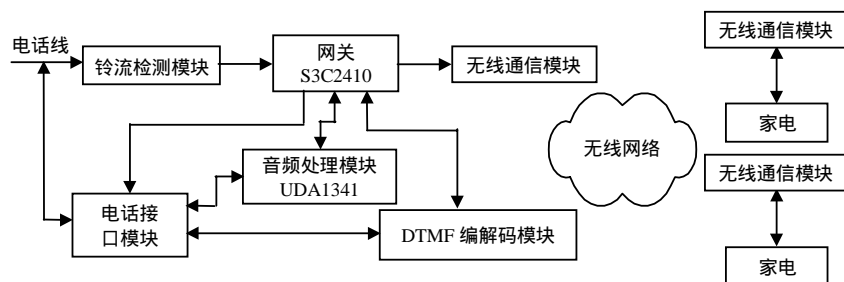 电话线
铃流检测模块
网关
S3C2410
无线通信模块
音频处理模块
UDA1341
电话接
口模块
DTMF 编解码模块
无线网络
无线通信模块
家电
无线通信模块
家电